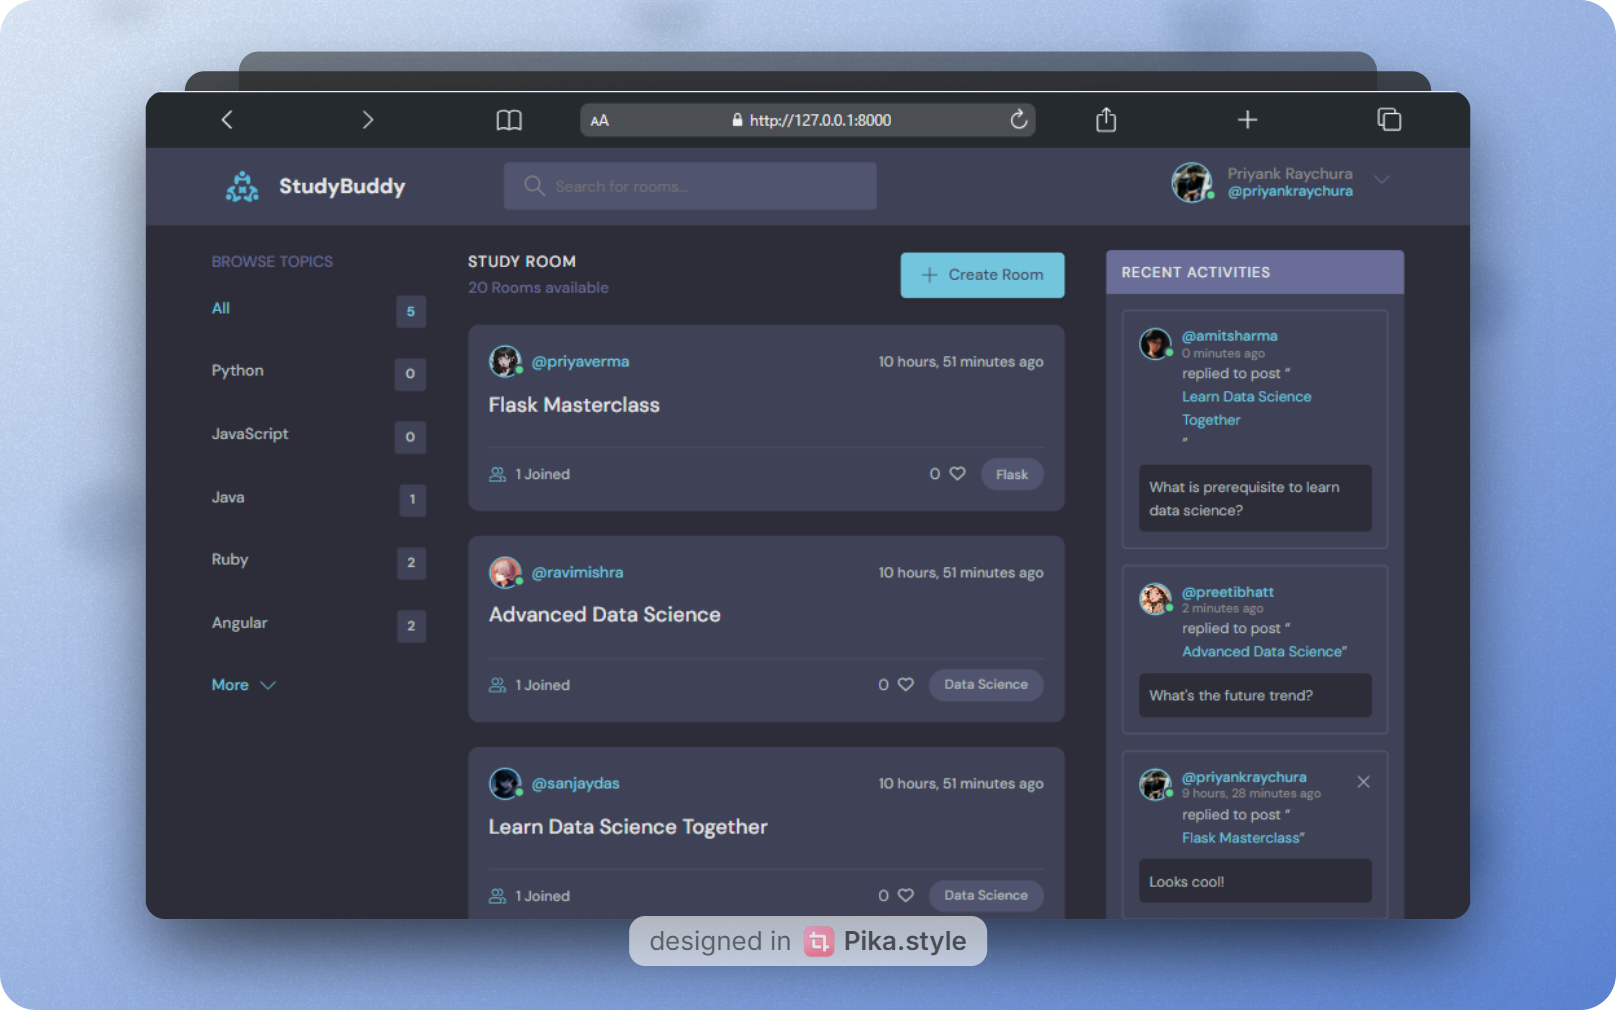 AA
http://127.0.0.1:8000
StudyBuddy
Search for rooms...
Priyank Raychura
@priyankraychura
BROWSE TOPICS
All 5
Python 0
JavaScript 0
Java 1
Ruby 2
Angular 2
More
STUDY ROOM
20 Rooms available
Create Room
@priyaverma 10 hours, 51 minutes ago
Flask Masterclass
1 Joined 0 Flask
@ravimishra 10 hours, 51 minutes ago
Advanced Data Science
1 Joined 0 Data Science
@sanjaydas 10 hours, 51 minutes ago
Learn Data Science Together
1 Joined 0 Data Science
RECENT ACTIVITIES
@amitsharma
0 minutes ago
replied to post “
Learn Data Science
Together
”
What is prerequisite to learn
data science?
@preetibhatt
2 minutes ago
replied to post “
Advanced Data Science”
What's the future trend?
@priyankraychura
9 hours, 28 minutes ago
replied to post “
Flask Masterclass”
Looks cool!
designed in Pika.style